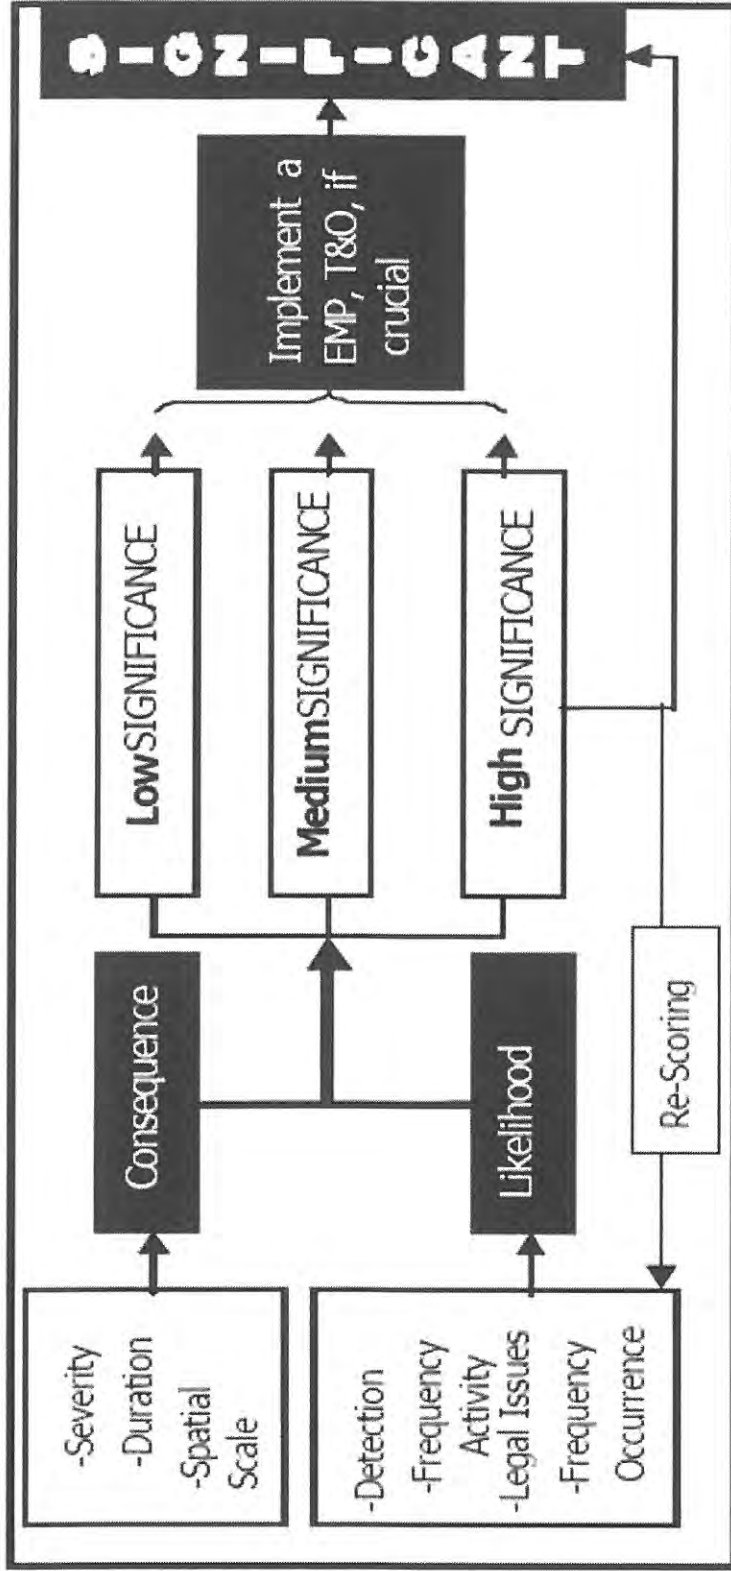 -Severity
-Duration
-Spatial
Scale
-Detection
-Frequency
Activity
-Legal Issues
-Frequency
Occurrence
Consequence
Likelihood
LowSIGNIFICANCE
MediumSIGNIFICANCE
High SIGNIFICANCE
Re-Scoring
Implement a
EMP, T&O, if
crucial
SIGNIFICANT